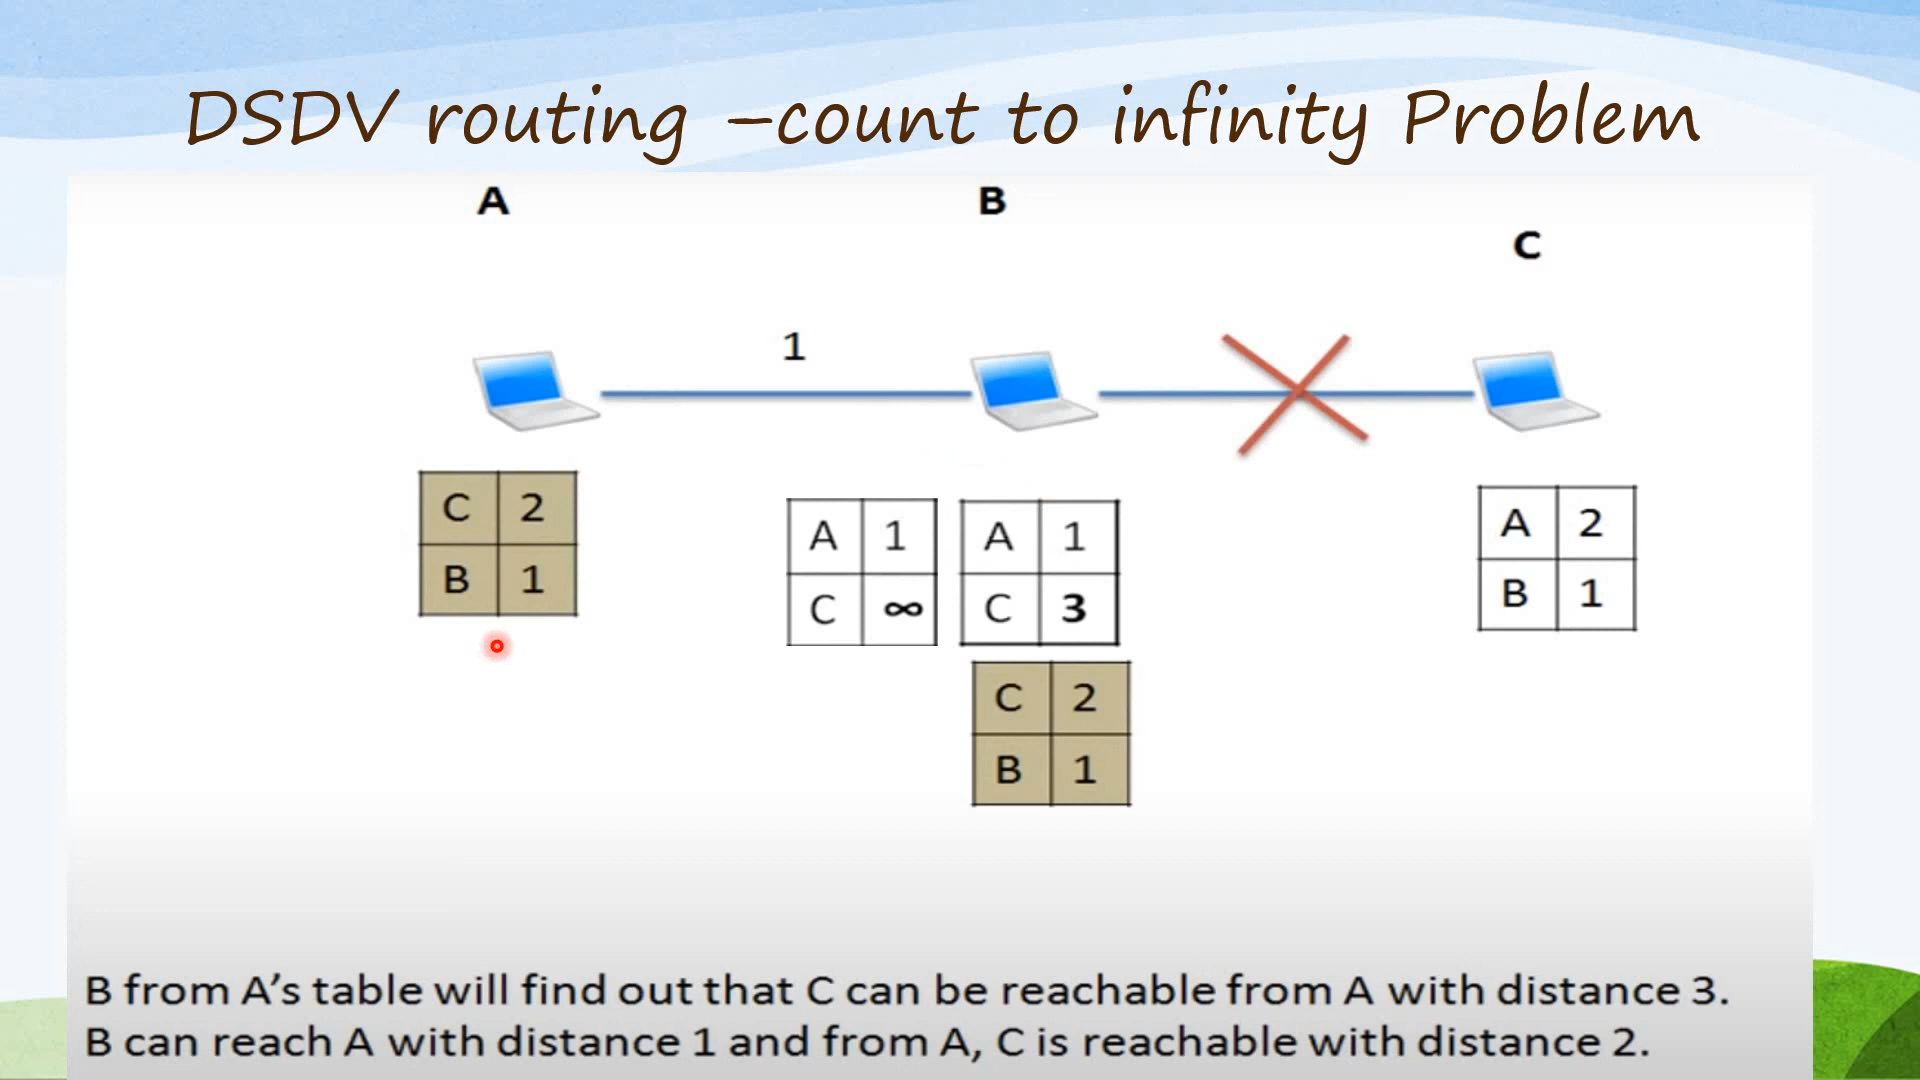 DSDV routing –count to infinity Problem
A
B
C
1
C 2
B 1
A 1
C ∞
A 1
C 3
C 2
B 1
A 2
B 1
B from A’s table will find out that C can be reachable from A with distance 3.
B can reach A with distance 1 and from A, C is reachable with distance 2.